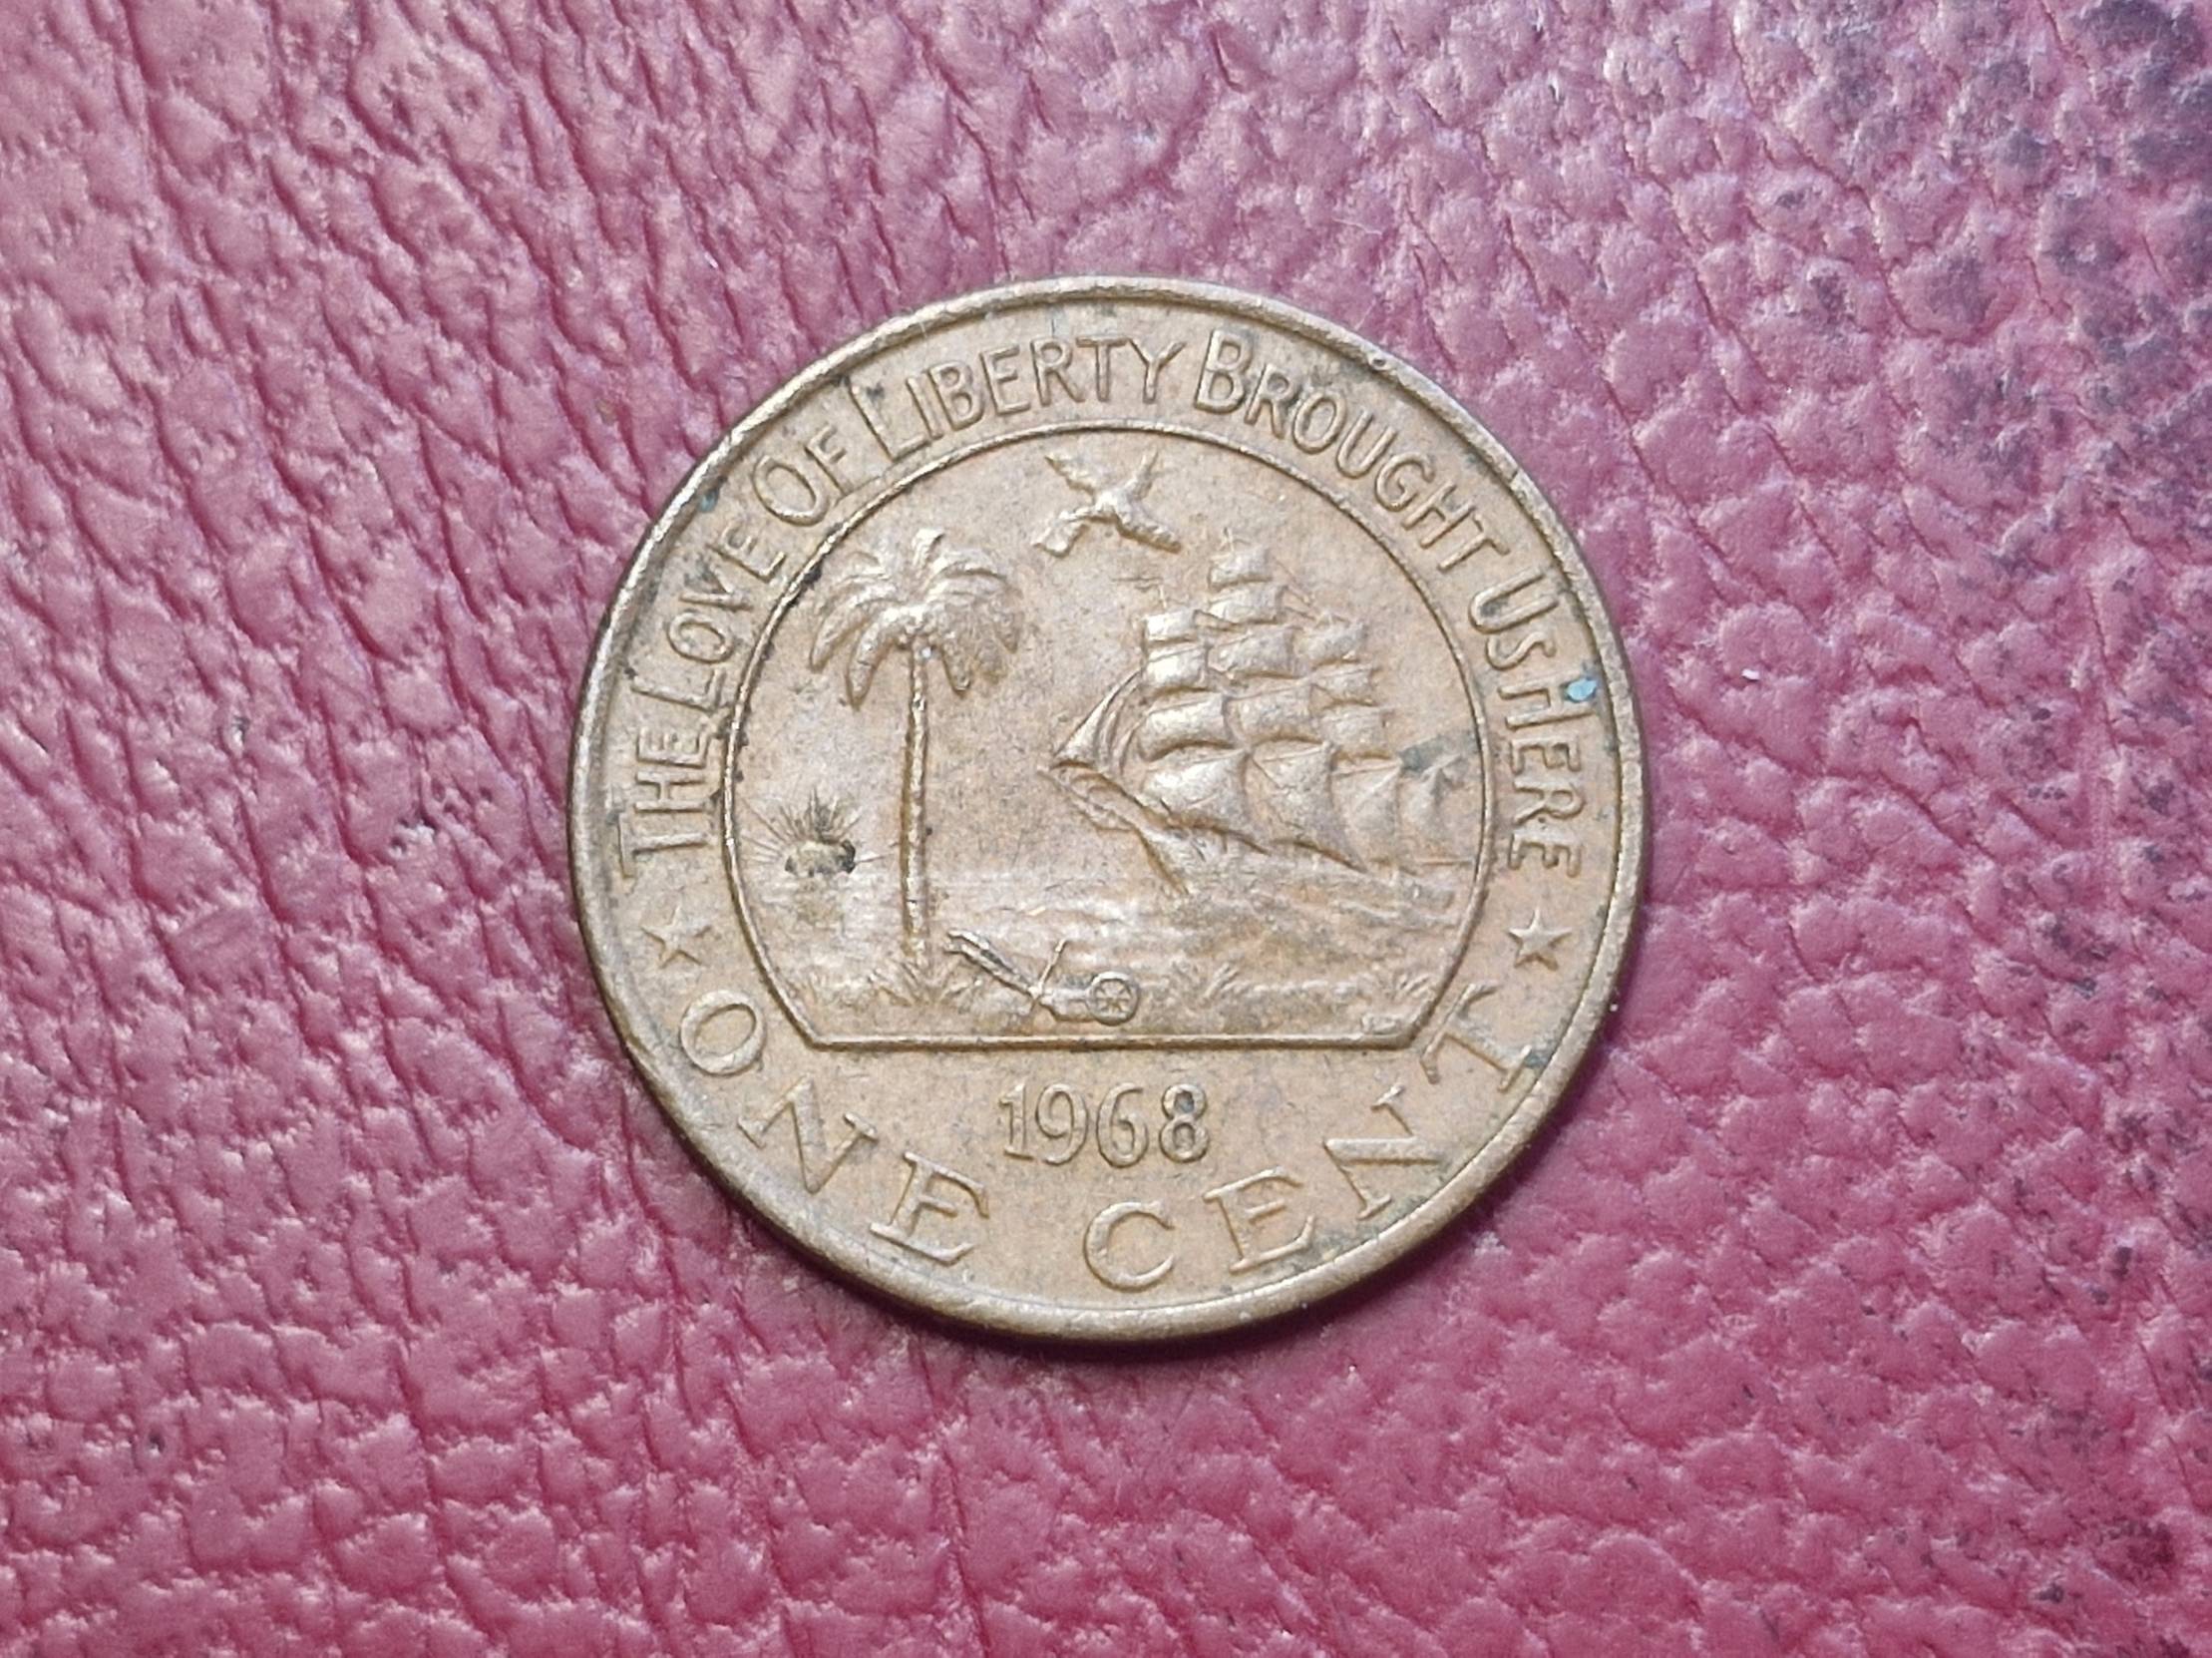 THE LOVE OF LIBERTY BROUGHT US HERE
1968
ONE CENT